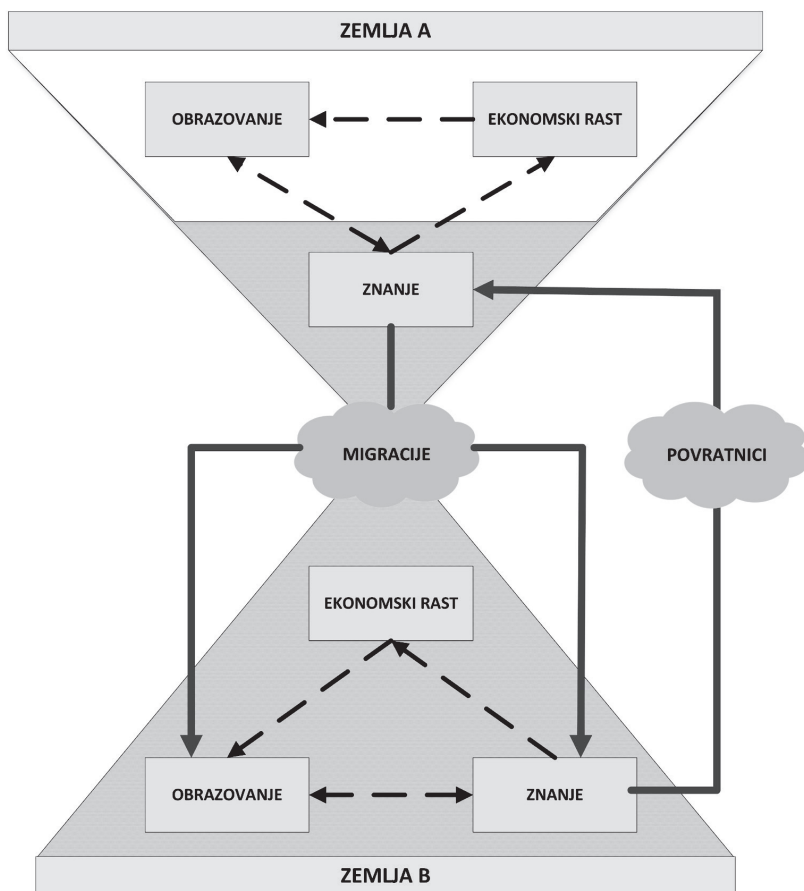 ZEMLJA A
OBRAZOVANJE
EKONOMSKI RAST
ZNANJE
MIGRACIJE
POVRATNICI
EKONOMSKI RAST
OBRAZOVANJE
ZNANJE
ZEMLJA B